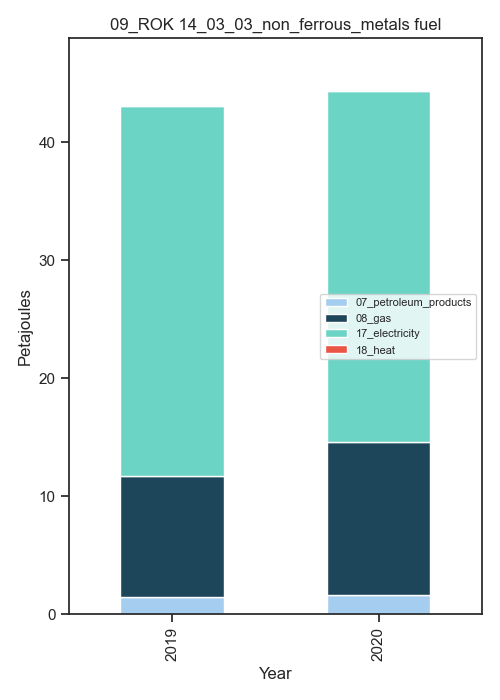 09_ROK 14_03_03_non_ferrous_metals fuel
Petajoules
40
30
20
10
0
07_petroleum_products
08_gas
17_electricity
18_heat
2019
2020
Year